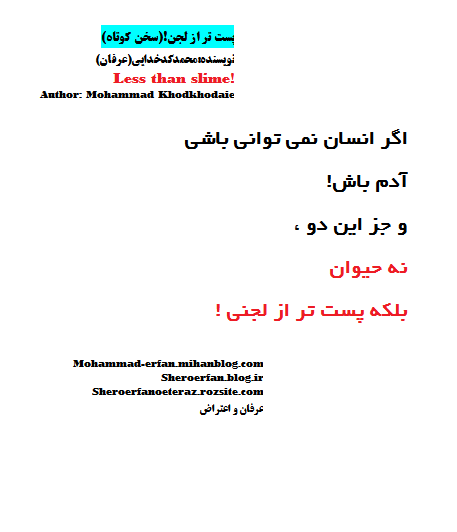 پست تر از لجن!(سخن کوتاه)
نویسنده:محمدکدخدایی(عرفان)
Less than slime!
Author: Mohammad Khodkhodaie
اگر انسان نمی توانی باشی
آدم باش!
و جز این دو ،
نه حیوان
بلکه پست تر از لجنی !
Mohammad-erfan.mihanblog.com
Sheroerfan.blog.ir
Sheroerfanoeteraz.rozsite.com
عرفان و اعتراض